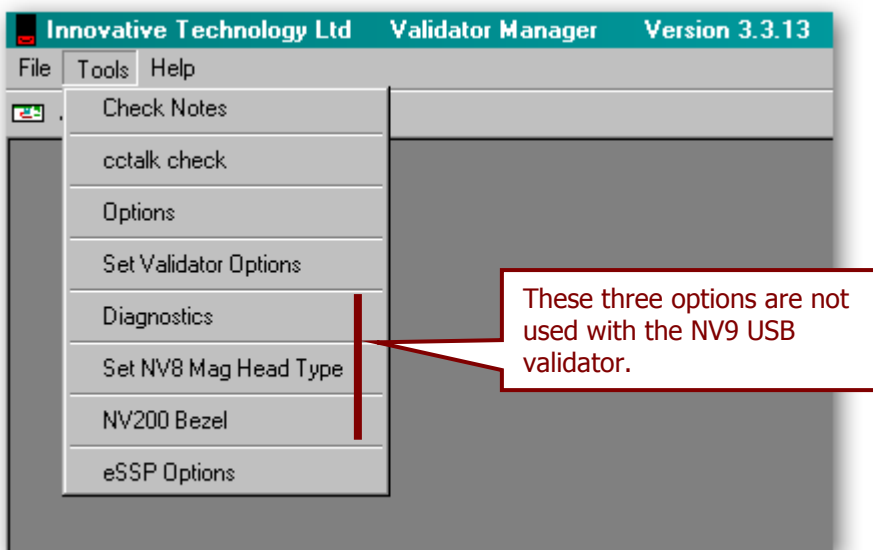 Innovative Technology Ltd Validator Manager Version 3.3.13
File Tools Help
Check Notes
cctalk check
Options
Set Validator Options
Diagnostics
Set NV8 Mag Head Type
NV200 Bezel
eSSP Options
These three options are not
used with the NV9 USB
validator.